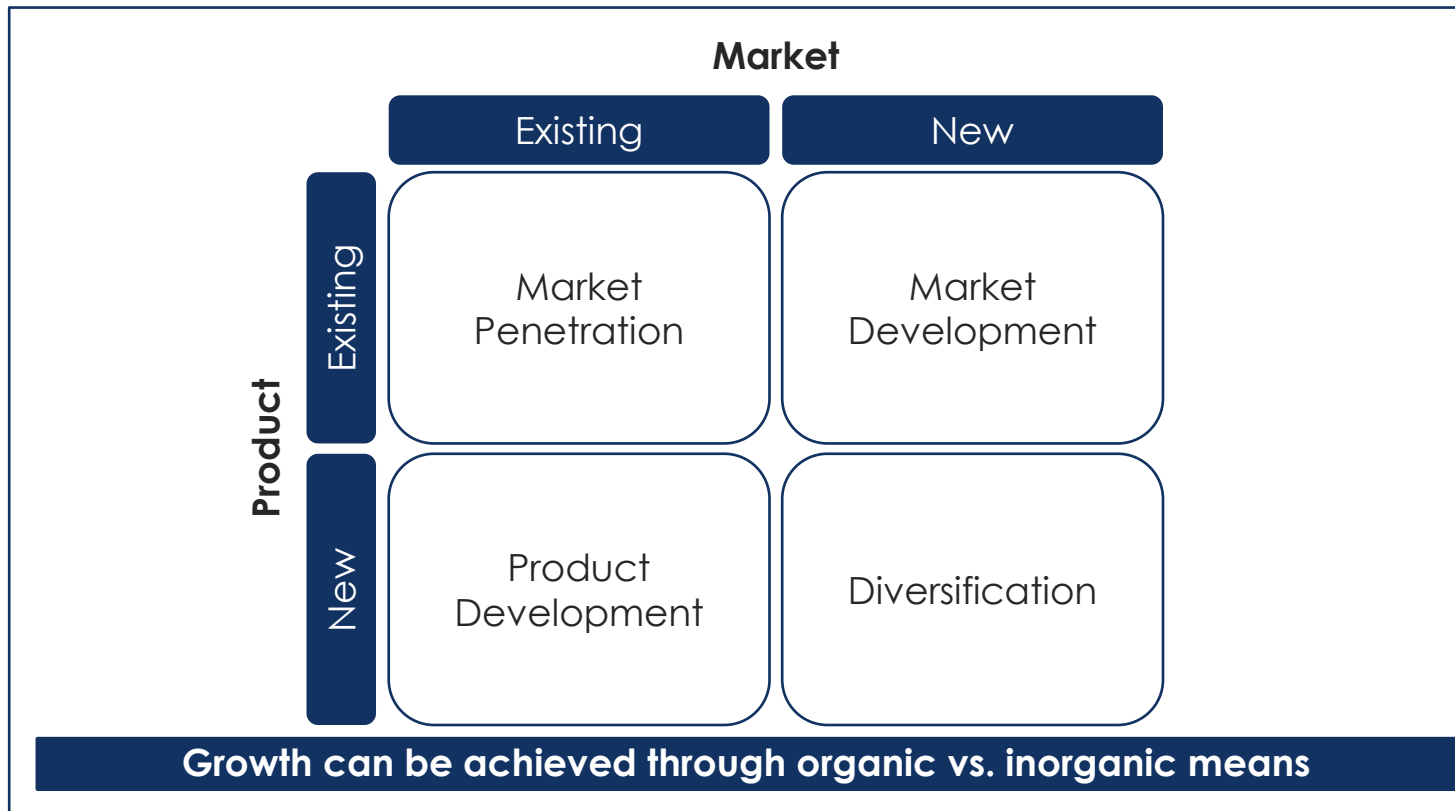 Market
Existing
New
Product
Existing
Market
Penetration
Market
Development
New
Product
Development
Diversification
Growth can be achieved through organic vs. inorganic means